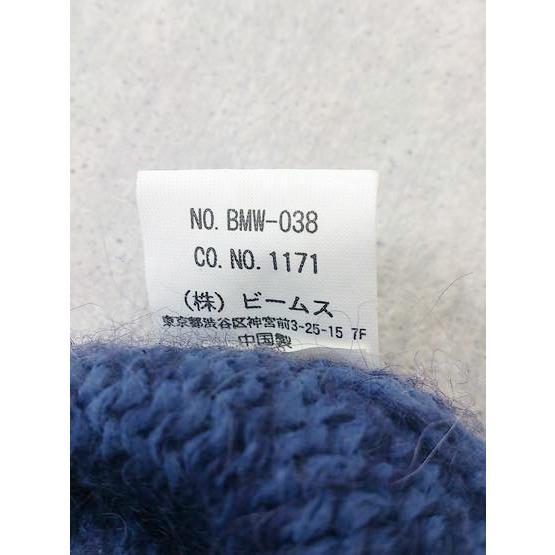 NO. BMW-038
CO. NO. 1171
(株) ビームス
東京都渋谷区神宮前3-25-15 7F
中国製